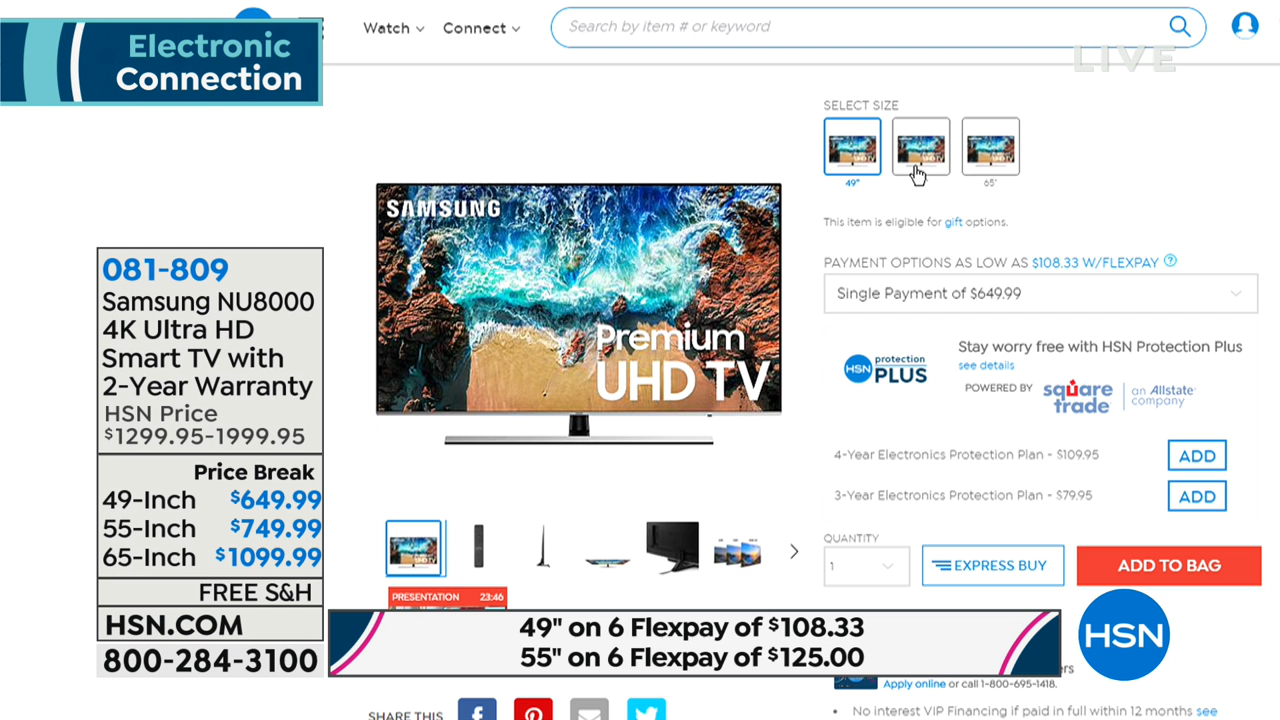 Electronic
Connection
Watch
Connect
Search by item # or keyword
LIVE
SELECT SIZE
49"
65"
This item is eligible for gift options.
PAYMENT OPTIONS AS LOW AS $108.33 W/FLEXPAY ?
Single Payment of $649.99
HSN protection PLUS
Stay worry free with HSN Protection Plus
see details
POWERED BY square trade | an Allstate company
4-Year Electronics Protection Plan - $109.95 ADD
3-Year Electronics Protection Plan - $79.95 ADD
QUANTITY
1
EXPRESS BUY
ADD TO BAG
SAMSUNG
Premium
UHD TV
081-809
Samsung NU8000
4K Ultra HD
Smart TV with
2-Year Warranty
HSN Price
$1299.95-1999.95
Price Break
49-Inch $649.99
55-Inch $749.99
65-Inch $1099.99
FREE S&H
HSN.COM
800-284-3100
PRESENTATION 23:46
49" on 6 Flexpay of $108.33
55" on 6 Flexpay of $125.00
HSN
Apply online or call 1-800-695-1418.
• No interest VIP Financing if paid in full within 12 months see
SHARE THIS